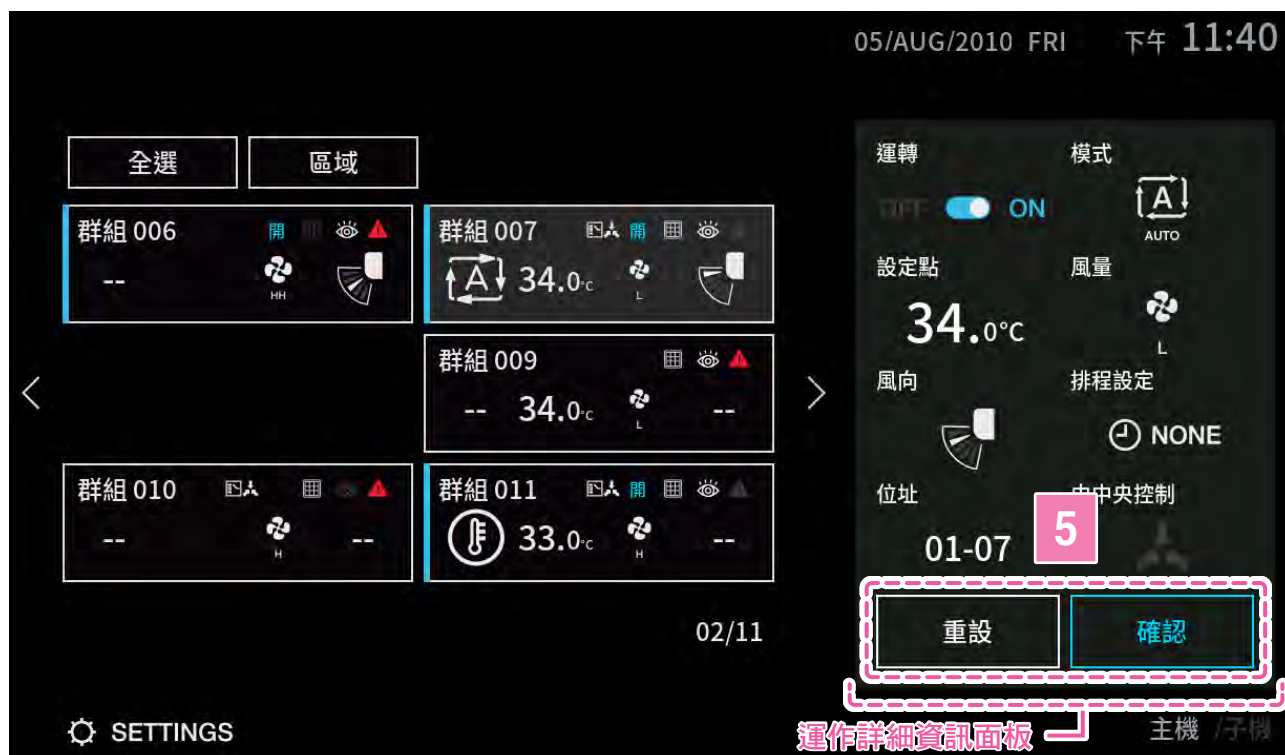 05/AUG/2010 FRI 下午 11:40
全選 區域
群組 006 開
-- HH
群組 007 開
A 34.0°C L
群組 009
-- 34.0°C L --
群組 010
-- H --
群組 011 開
33.0°C H --
02/11
SETTINGS
運轉 模式
OFF ON A
AUTO
設定點 風量
34.0°C L
風向 排程設定
NONE
位址 中央控制
01-07
5
重設 確認
運作詳細資訊面板
主機 /子機